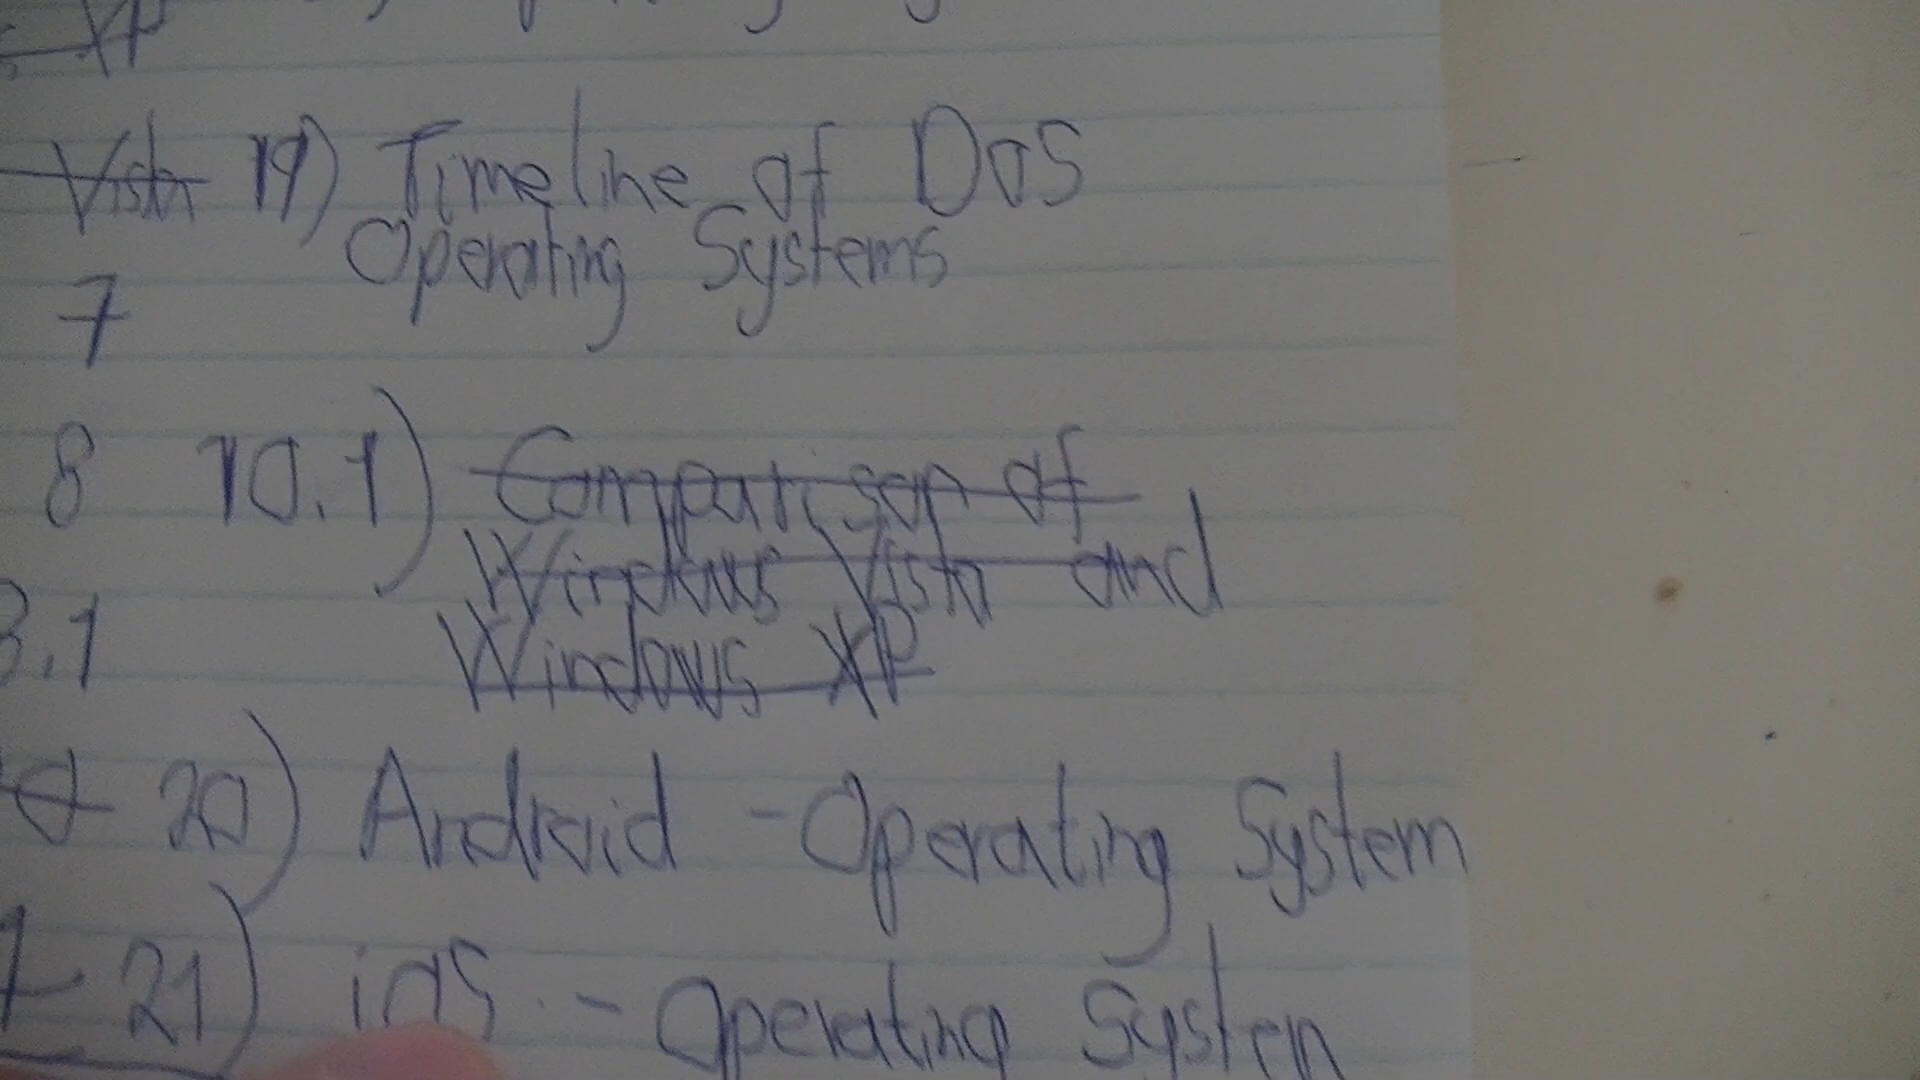 XP
Vista 19) Timeline of DOS
Operating Systems
7
8 10.1) Comparison of
Windows Vista and
Windows XP
8.1
20) Android - Operating System
21) iOS - Operating System